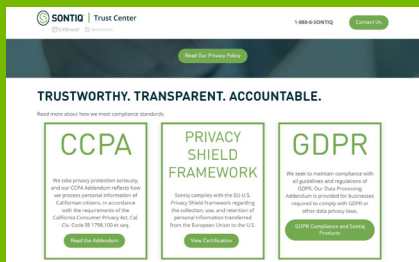 SONTIQ | Trust Center
1-888-6-SONTIQ
Contact Us
Read Our Privacy Policy
TRUSTWORTHY. TRANSPARENT. ACCOUNTABLE.
Read more about how we meet compliance standards.
CCPA
We take privacy protection seriously,
and our CCPA Addendum reflects how
we process personal information of
Californian citizens, in accordance
with the requirements of the
California Consumer Privacy Act, Cal.
Civ. Code §§ 1798.100 et seq.
Read the Addendum
PRIVACY
SHIELD
FRAMEWORK
Sontiq complies with the EU-U.S.
Privacy Shield Framework regarding
the collection, use, and retention of
personal information transferred
from the European Union to the U.S.
View Certification
GDPR
We seek to maintain compliance with
all guidelines and regulations of
GDPR. Our Data Processing
Addendum is provided for businesses
required to comply with GDPR or
other data privacy laws.
GDPR Compliance and Sontiq
Products